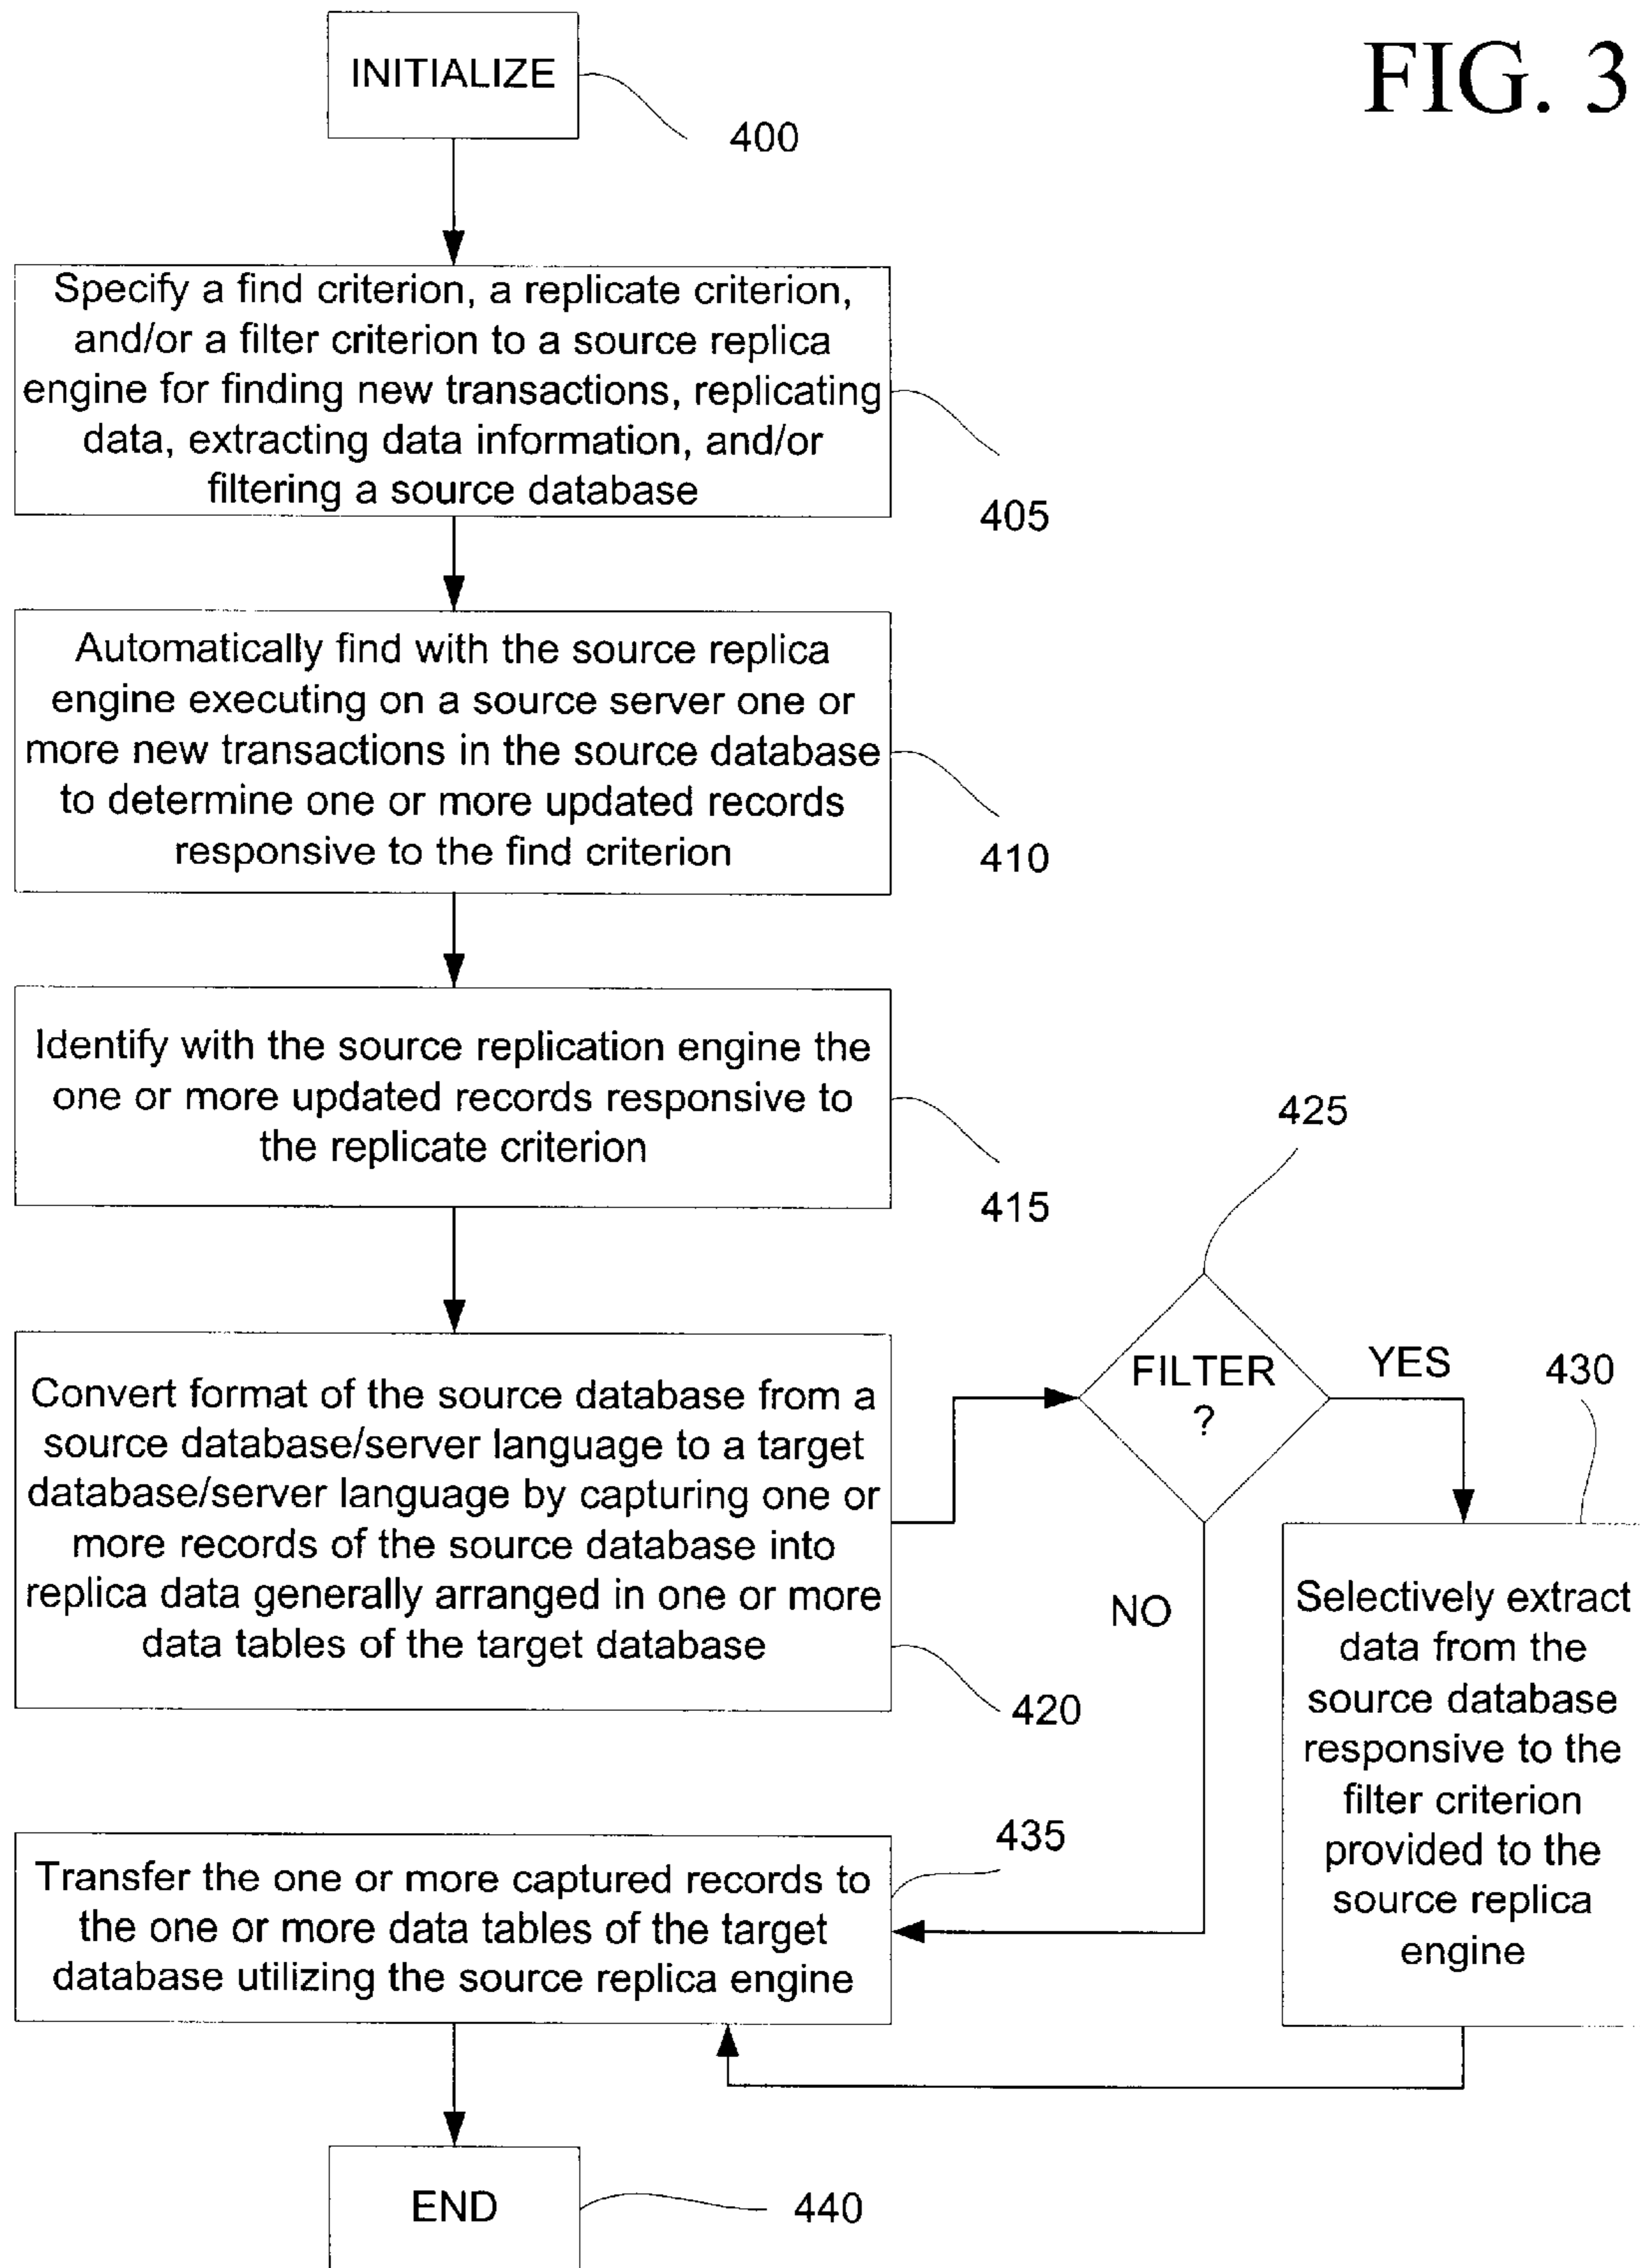 FIG. 3
INITIALIZE
400
Specify a find criterion, a replicate criterion,
and/or a filter criterion to a source replica
engine for finding new transactions, replicating
data, extracting data information, and/or
filtering a source database
405
Automatically find with the source replica
engine executing on a source server one or
more new transactions in the source database
to determine one or more updated records
responsive to the find criterion
410
Identify with the source replication engine the
one or more updated records responsive to
the replicate criterion
415
Convert format of the source database from a
source database/server language to a target
database/server language by capturing one or
more records of the source database into
replica data generally arranged in one or more
data tables of the target database
420
425
FILTER
?
YES
NO
430
Selectively extract
data from the
source database
responsive to the
filter criterion
provided to the
source replica
engine
435
Transfer the one or more captured records to
the one or more data tables of the target
database utilizing the source replica engine
END
440